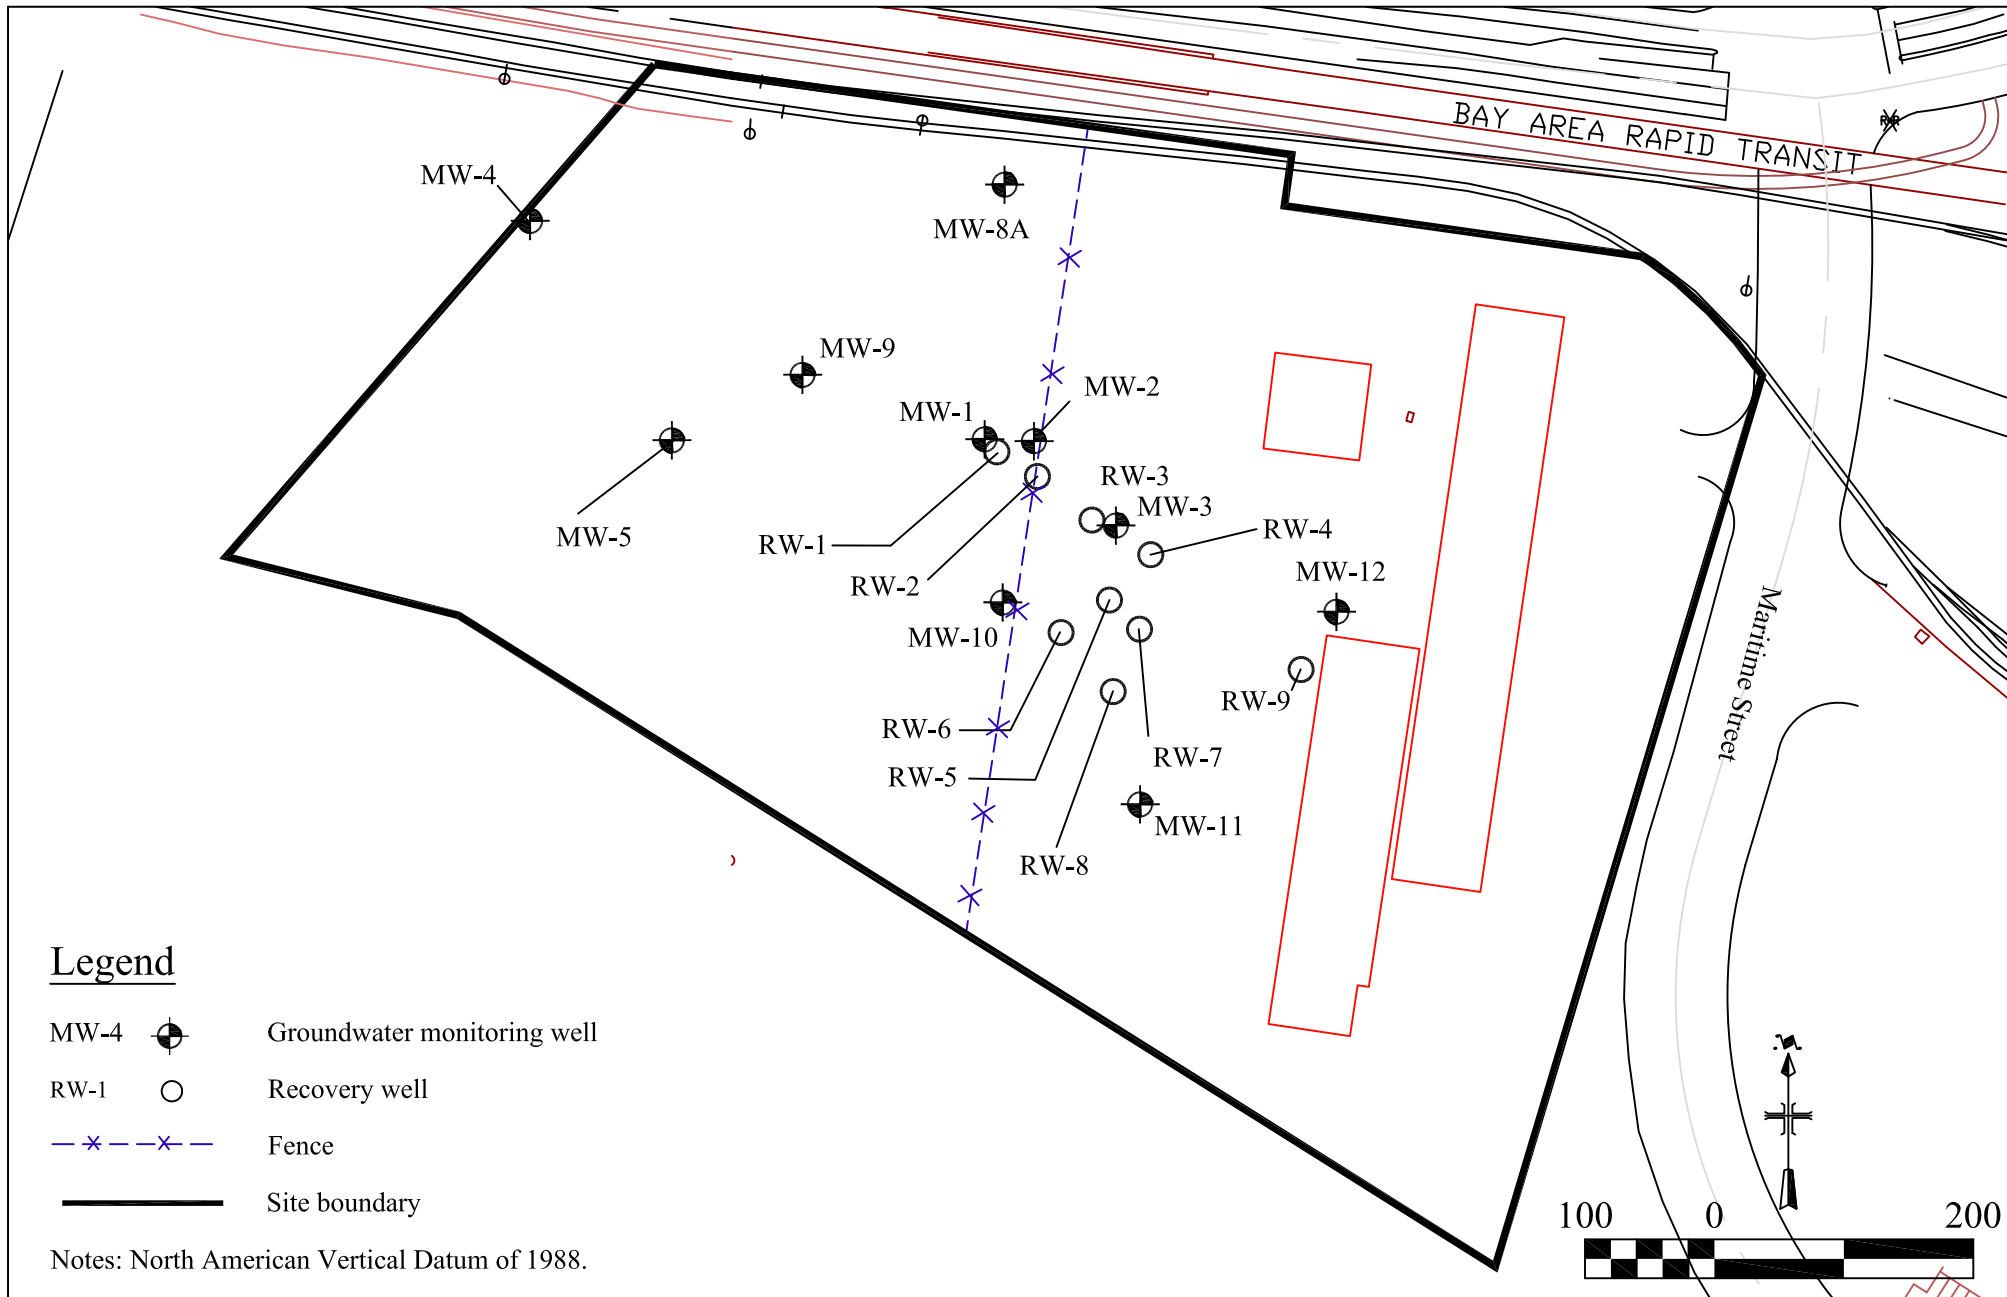 BAY AREA RAPID TRANSIT
MW-4
MW-8A
MW-9
MW-2
MW-1
RW-3
MW-3
MW-5
RW-1
RW-4
RW-2
MW-12
MW-10
Maritime Street
RW-9
RW-6
RW-7
RW-5
MW-11
RW-8
Legend
MW-4 Groundwater monitoring well
RW-1 Recovery well
Fence
Site boundary
Notes: North American Vertical Datum of 1988.
100 0 200